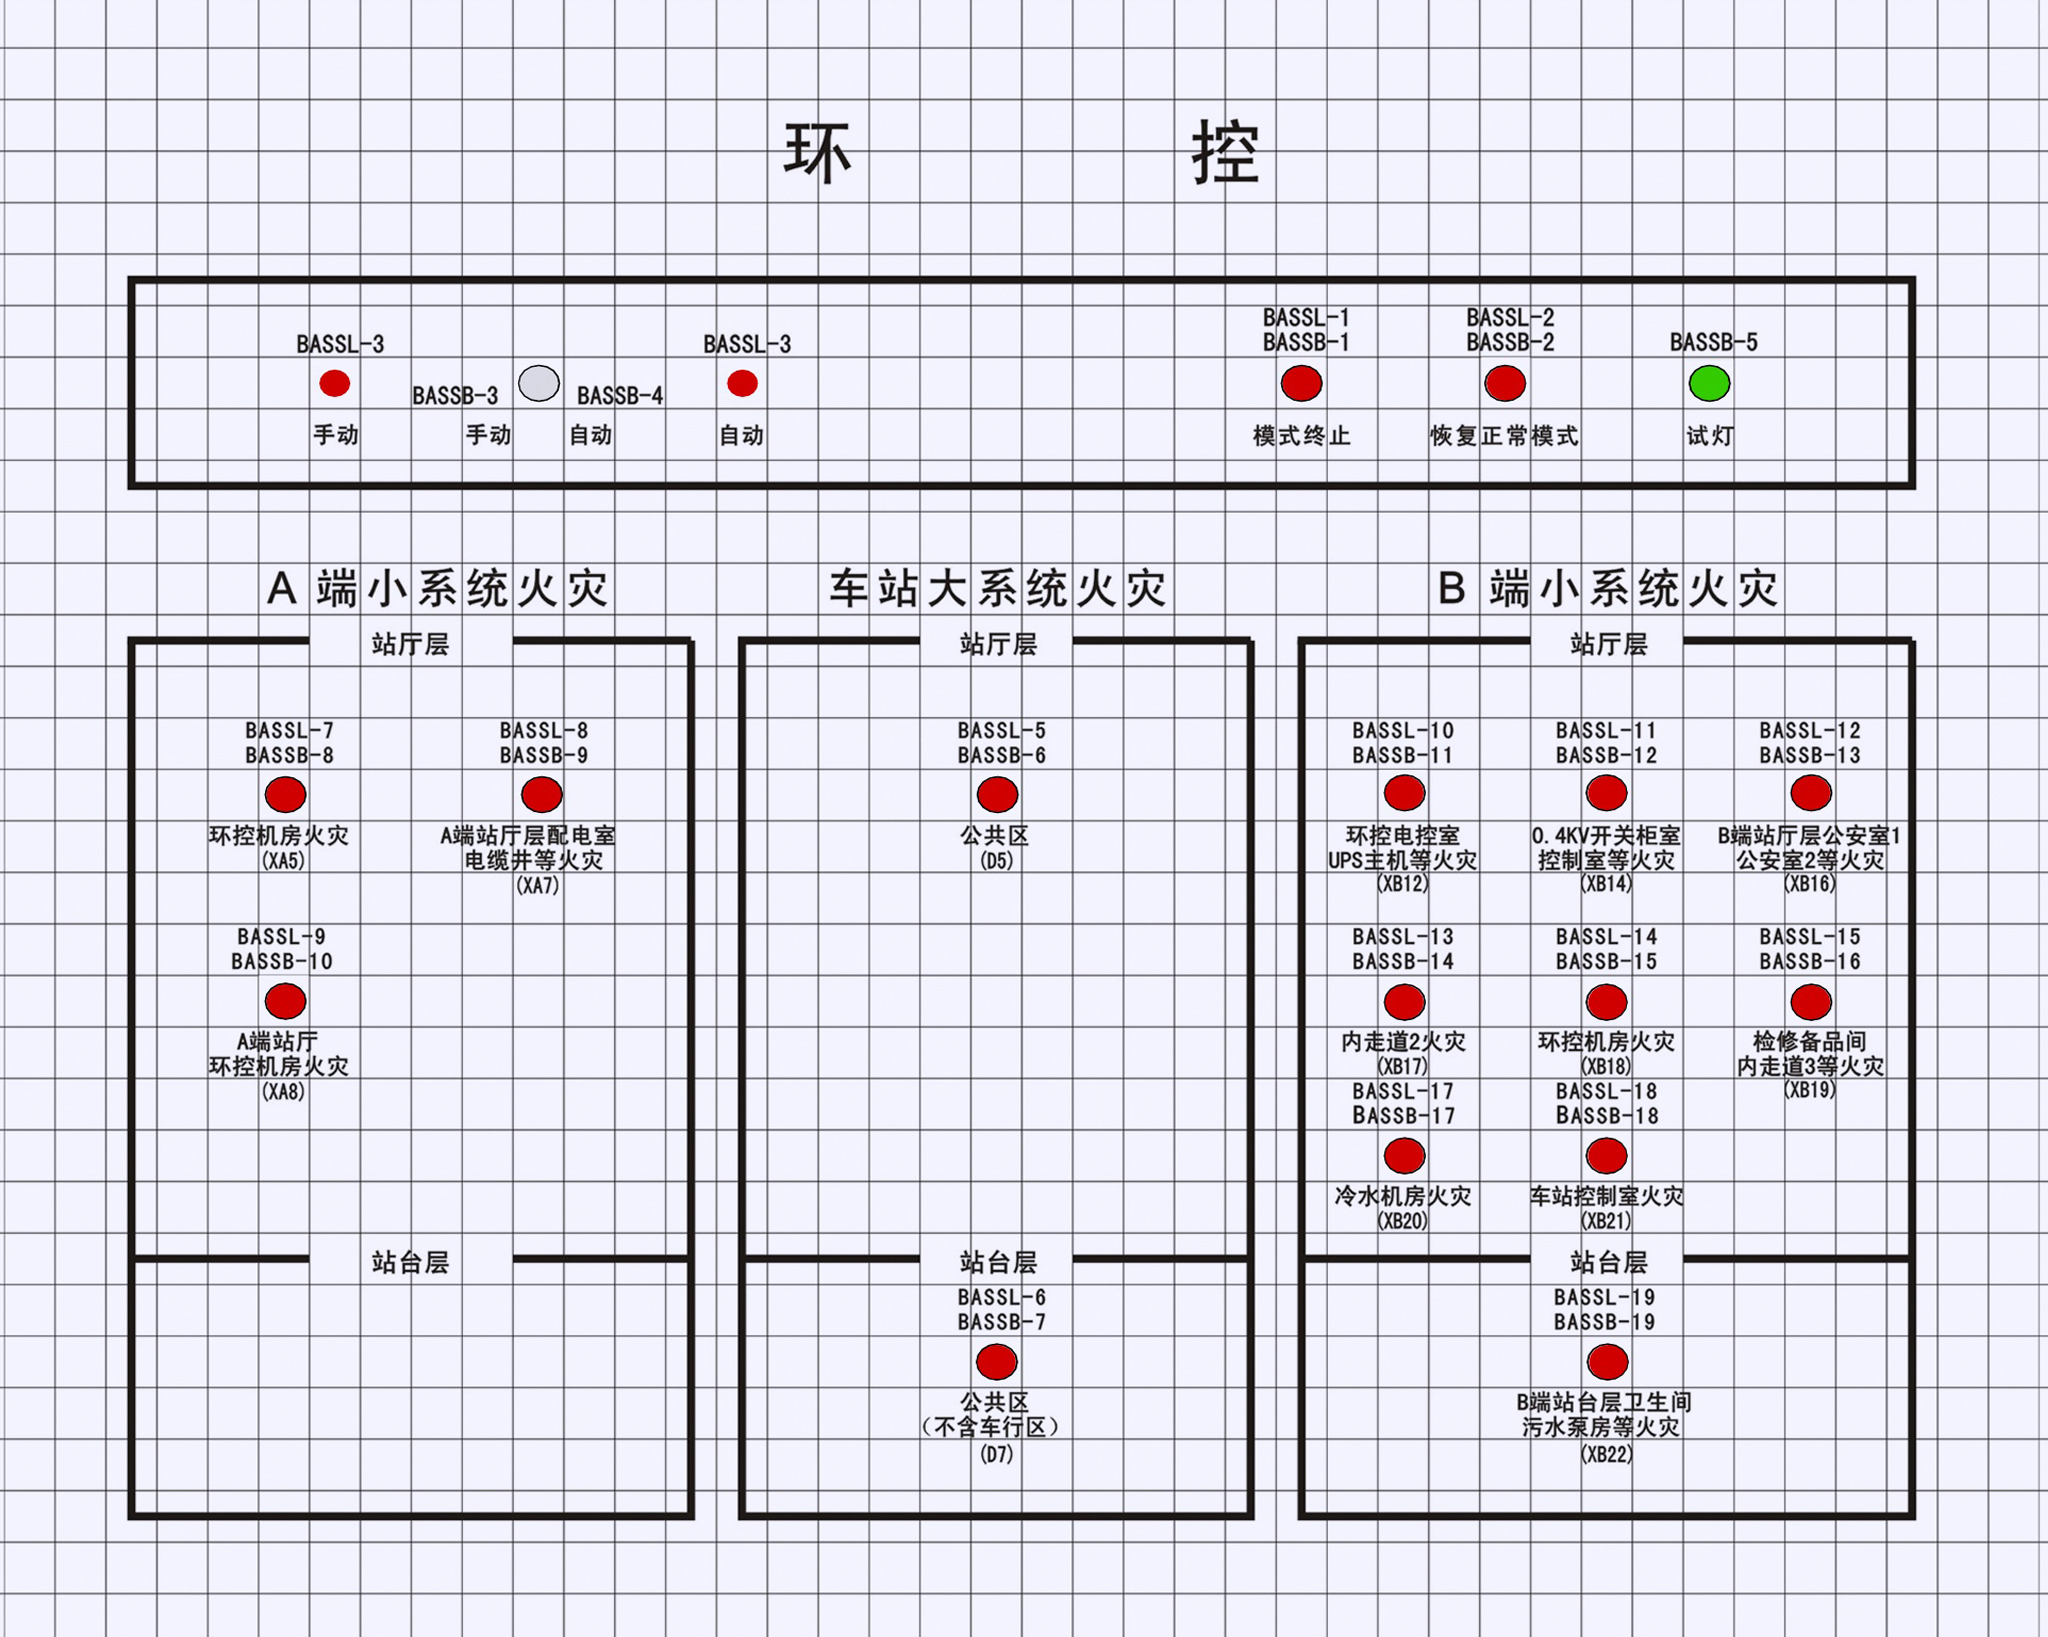 环 控
BASSL-3
BASSB-3
BASSB-4
BASSL-3
手动
手动
自动
自动
BASSL-1
BASSB-1
模式终止
BASSL-2
BASSB-2
恢复正常模式
BASSB-5
试灯
A 端小系统火灾
站厅层
BASSL-7
BASSB-8
环控机房火灾
(XA5)
BASSL-8
BASSB-9
A端站厅层配电室
电缆井等火灾
(XA7)
BASSL-9
BASSB-10
A端站厅
环控机房火灾
(XA8)
站台层
车站大系统火灾
站厅层
BASSL-5
BASSB-6
公共区
(D5)
站台层
BASSL-6
BASSB-7
公共区
（不含车行区）
(D7)
B 端小系统火灾
站厅层
BASSL-10
BASSB-11
环控电控室
UPS主机等火灾
(XB12)
BASSL-11
BASSB-12
0.4KV开关柜室
控制室等火灾
(XB14)
BASSL-12
BASSB-13
B端站厅层公安室1
公安室2等火灾
(XB16)
BASSL-13
BASSB-14
内走道2火灾
(XB17)
BASSL-14
BASSB-15
环控机房火灾
(XB18)
BASSL-15
BASSB-16
检修备品间
内走道3等火灾
(XB19)
BASSL-17
BASSB-17
冷水机房火灾
(XB20)
BASSL-18
BASSB-18
车站控制室火灾
(XB21)
站台层
BASSL-19
BASSB-19
B端站台层卫生间
污水泵房等火灾
(XB22)